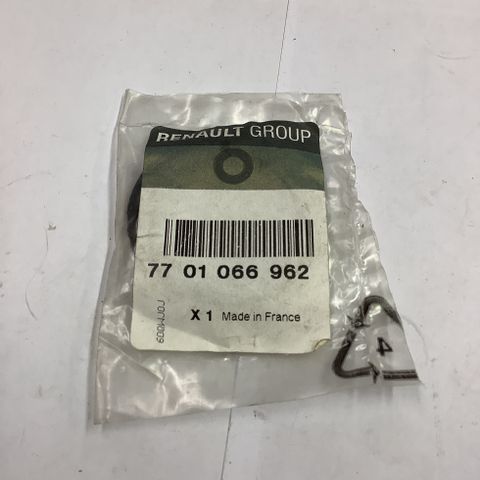 RENAULT GROUP
77 01 066 962
X 1 Made in France
4